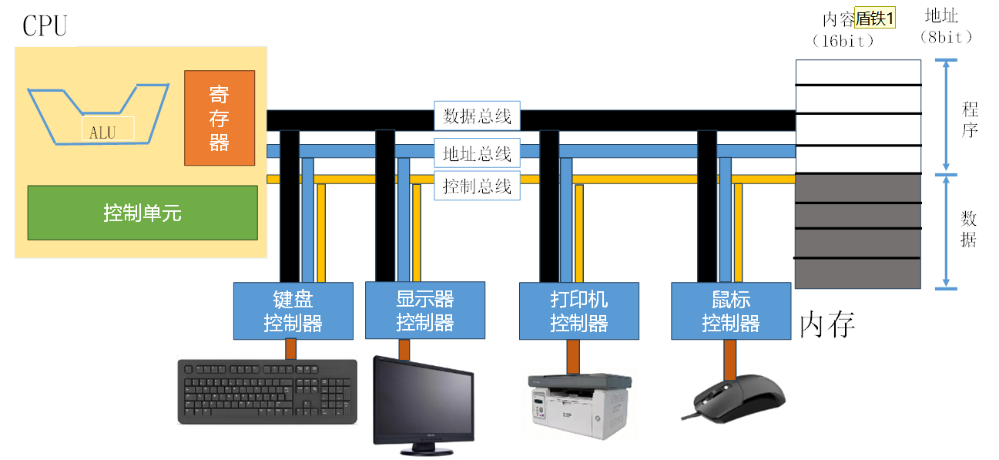 CPU
内容盾铁1
（16bit）
地址
（8bit）
寄
存
器
ALU
控制单元
数据总线
地址总线
控制总线
程
序
数
据
键盘
控制器
显示器
控制器
打印机
控制器
鼠标
控制器
内存